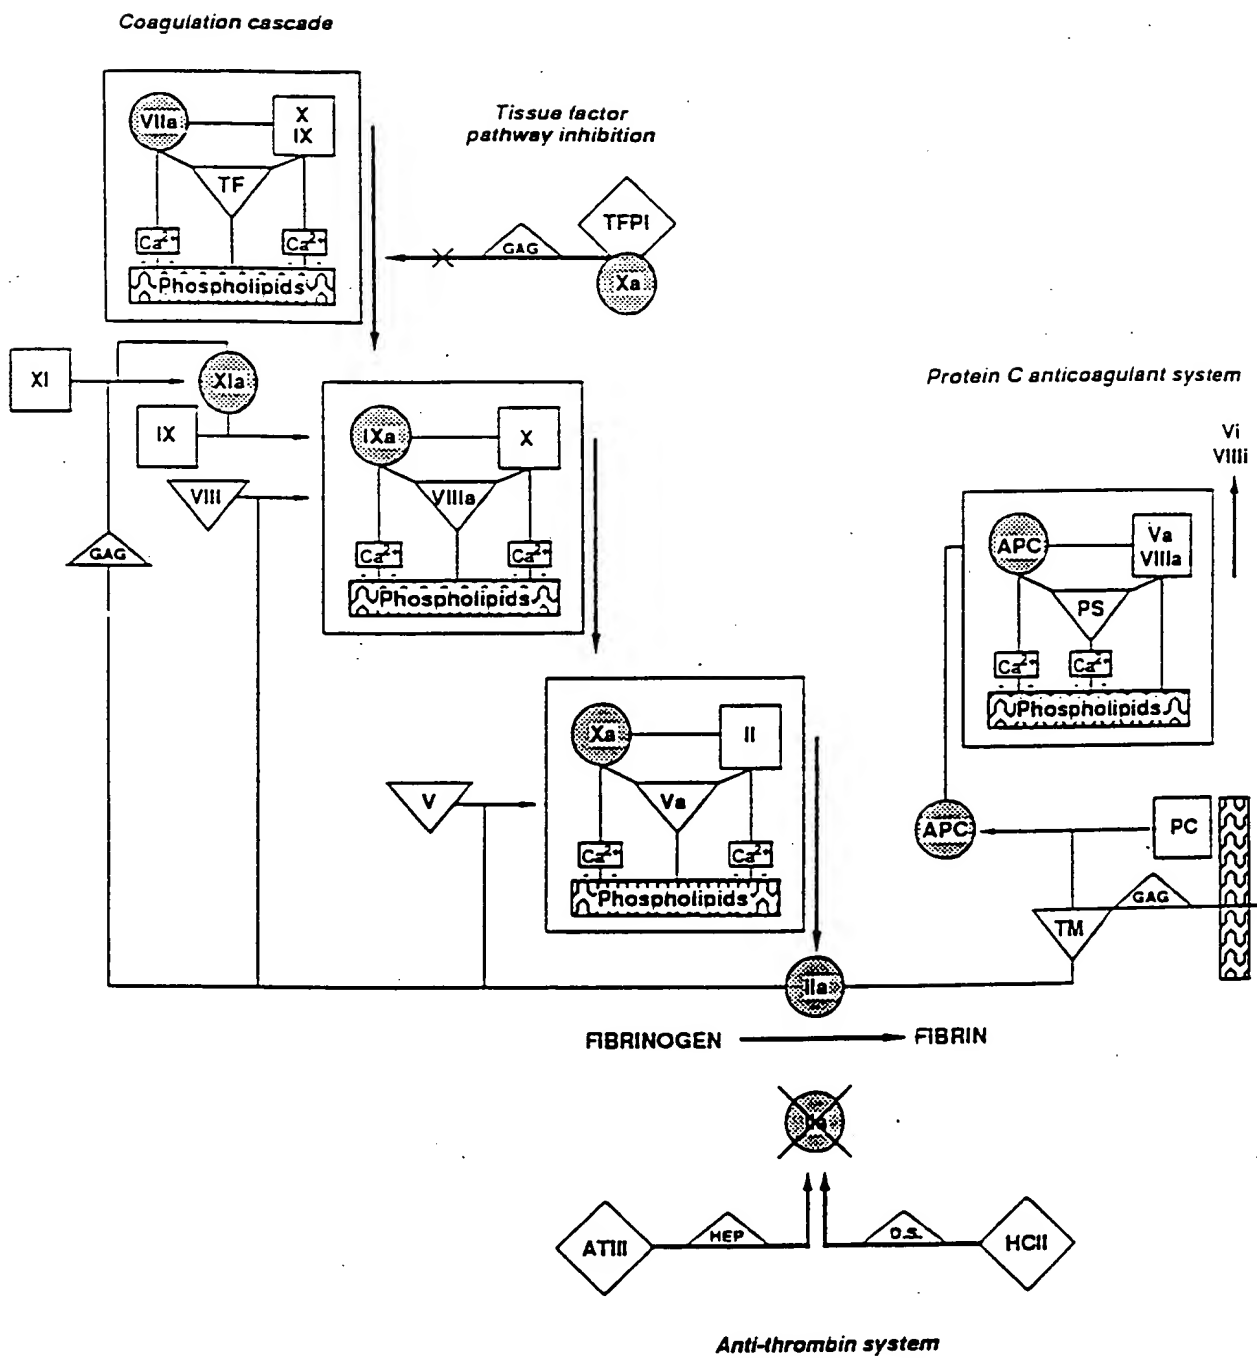 Coagulation cascade
VIIa
X
IX
TF
Ca2+
Ca2+
Phospholipids
Tissue factor
pathway inhibition
TFPI
GAG
Xa
XI
XIa
IX
VIII
GAG
IXa
X
VIIIa
Ca2+
Ca2+
Phospholipids
Protein C anticoagulant system
Vi
VIIIi
APC
Va
VIIIa
PS
Ca2+
Ca2+
Phospholipids
Xa
II
V
Va
Ca2+
Ca2+
Phospholipids
APC
PC
GAG
TM
IIa
FIBRINOGEN
FIBRIN
IIa
ATIII
HEP
D.S.
HCII
Anti-thrombin system